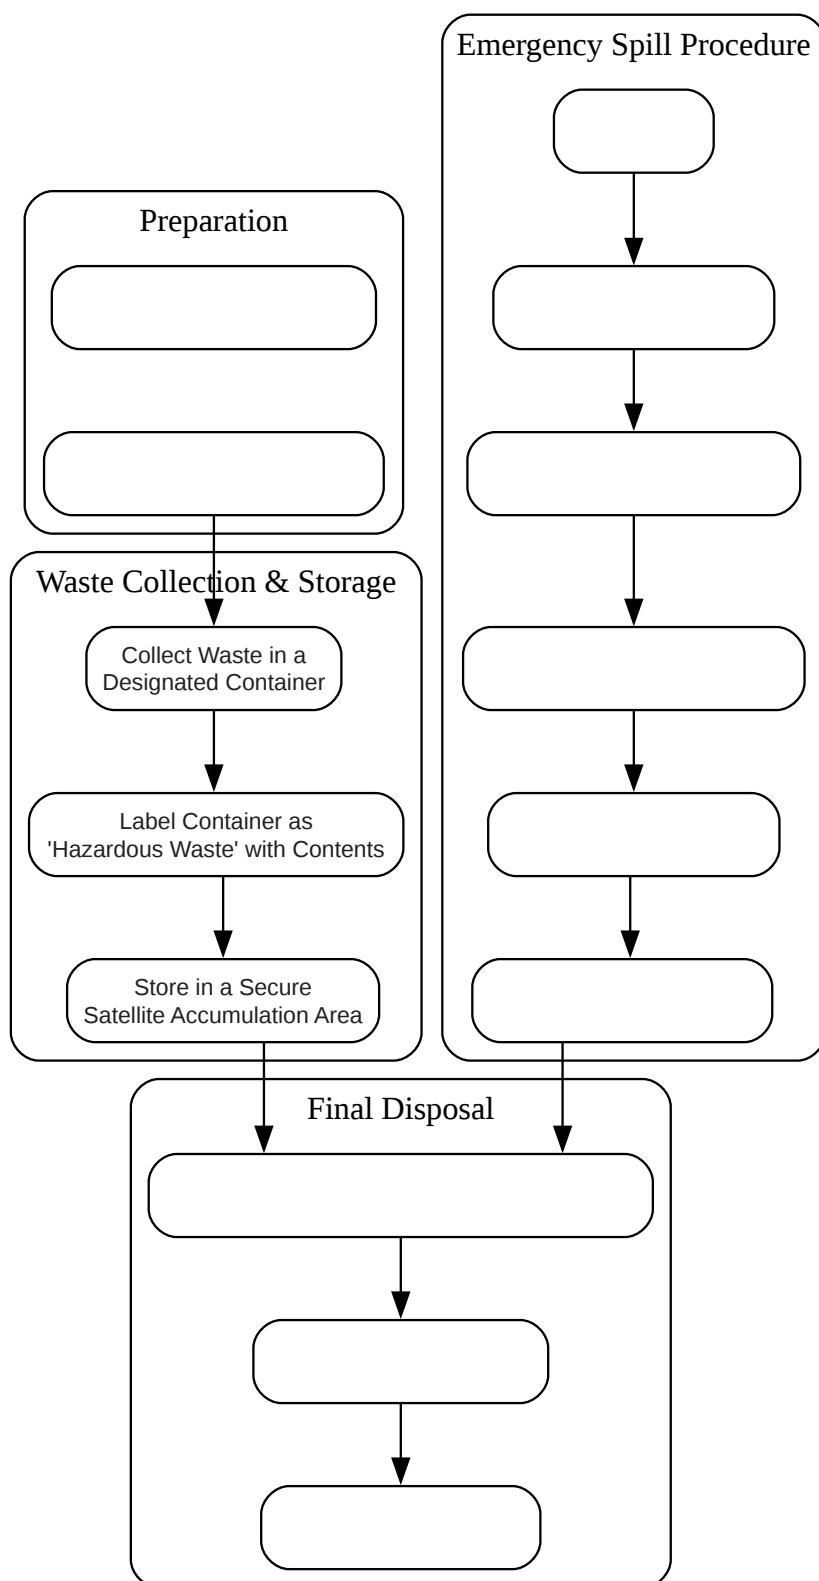 Emergency Spill Procedure
Preparation
Waste Collection & Storage
Collect Waste in a
Designated Container
Label Container as
'Hazardous Waste' with Contents
Store in a Secure
Satellite Accumulation Area
Final Disposal